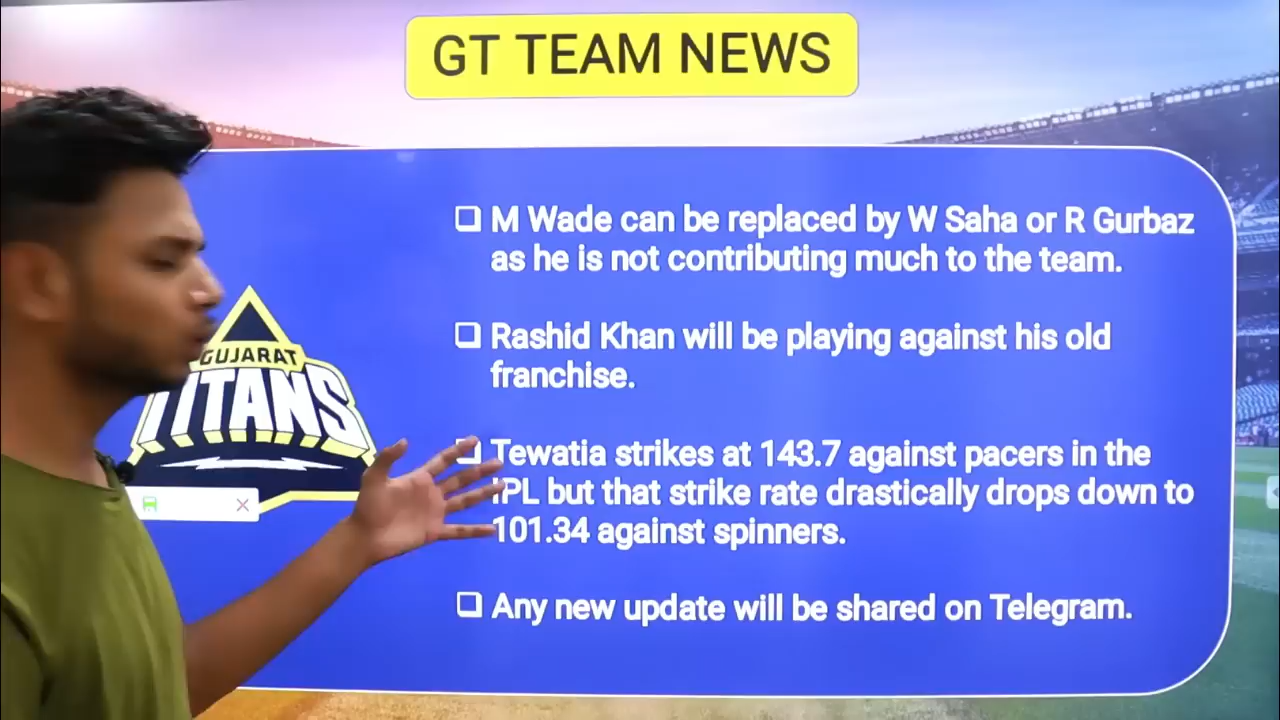 GT TEAM NEWS
M Wade can be replaced by W Saha or R Gurbaz
as he is not contributing much to the team.
Rashid Khan will be playing against his old
franchise.
GUJARAT
TITANS
Tewatia strikes at 143.7 against pacers in the
IPL but that strike rate drastically drops down to
101.34 against spinners.
Any new update will be shared on Telegram.